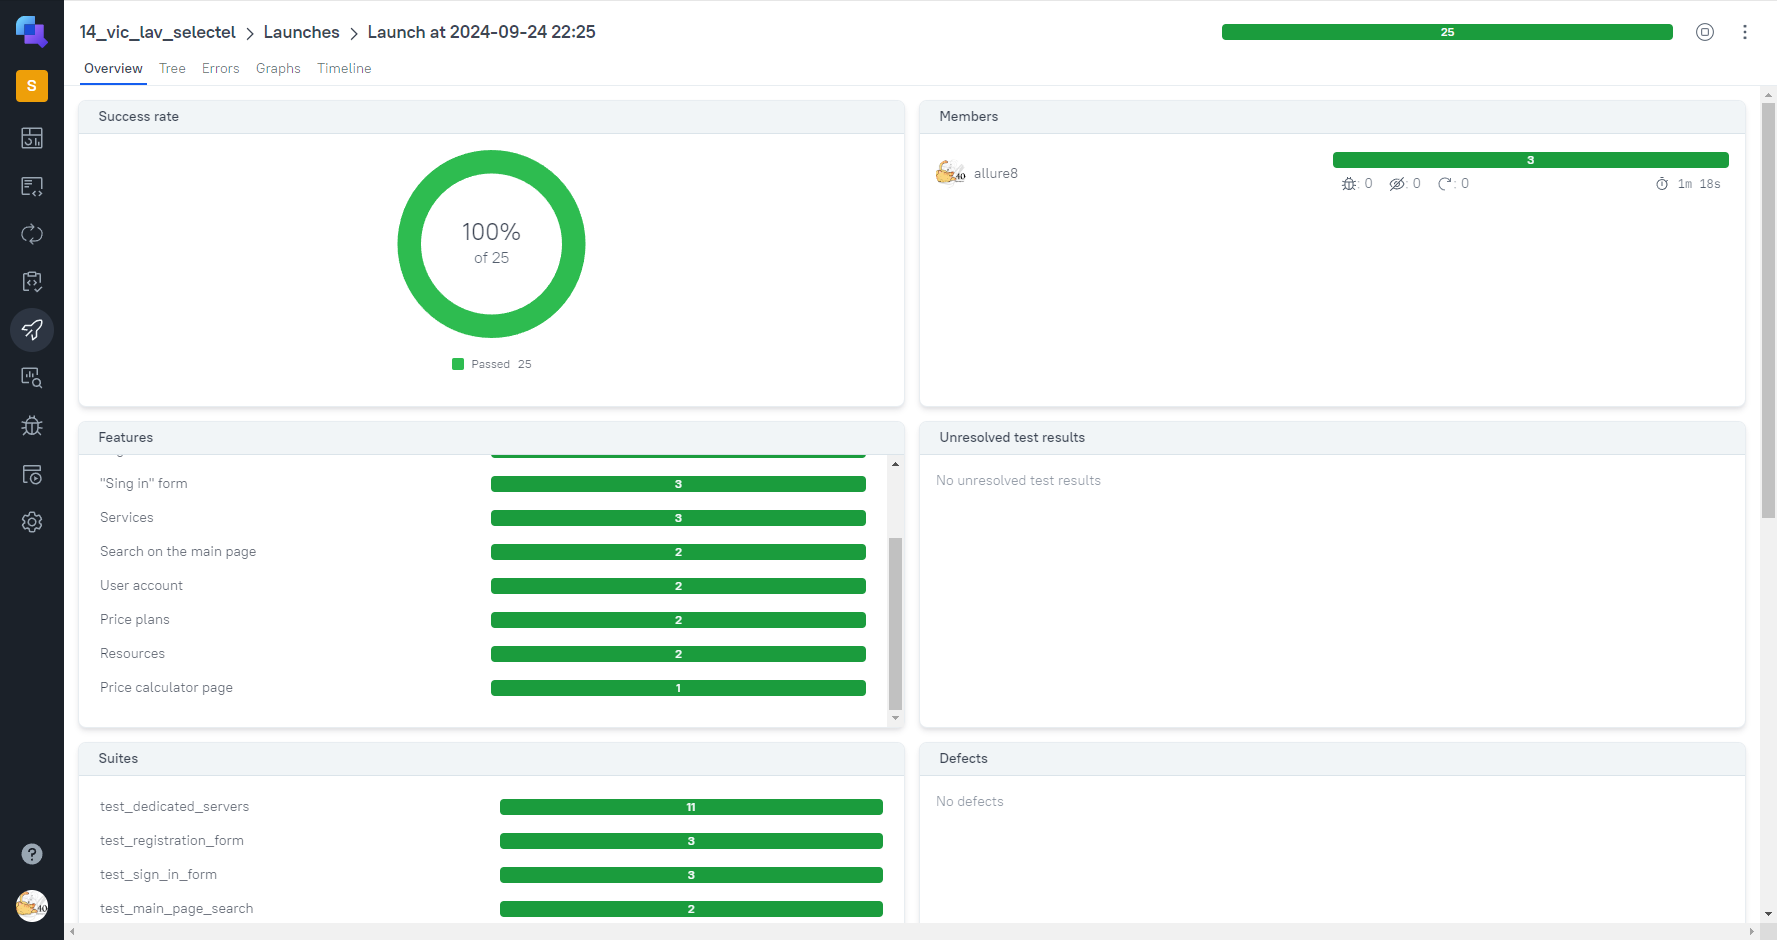 14_vic_lav_selectel > Launches > Launch at 2024-09-24 22:25
25
Overview Tree Errors Graphs Timeline
S
Success rate
100%
of 25
Passed 25
Members
allure8
3
: 0 : 0 : 0 1m 18s
Features
"Sing in" form 3
Services 3
Search on the main page 2
User account 2
Price plans 2
Resources 2
Price calculator page 1
Unresolved test results
No unresolved test results
Suites
test_dedicated_servers 11
test_registration_form 3
test_sign_in_form 3
test_main_page_search 2
Defects
No defects